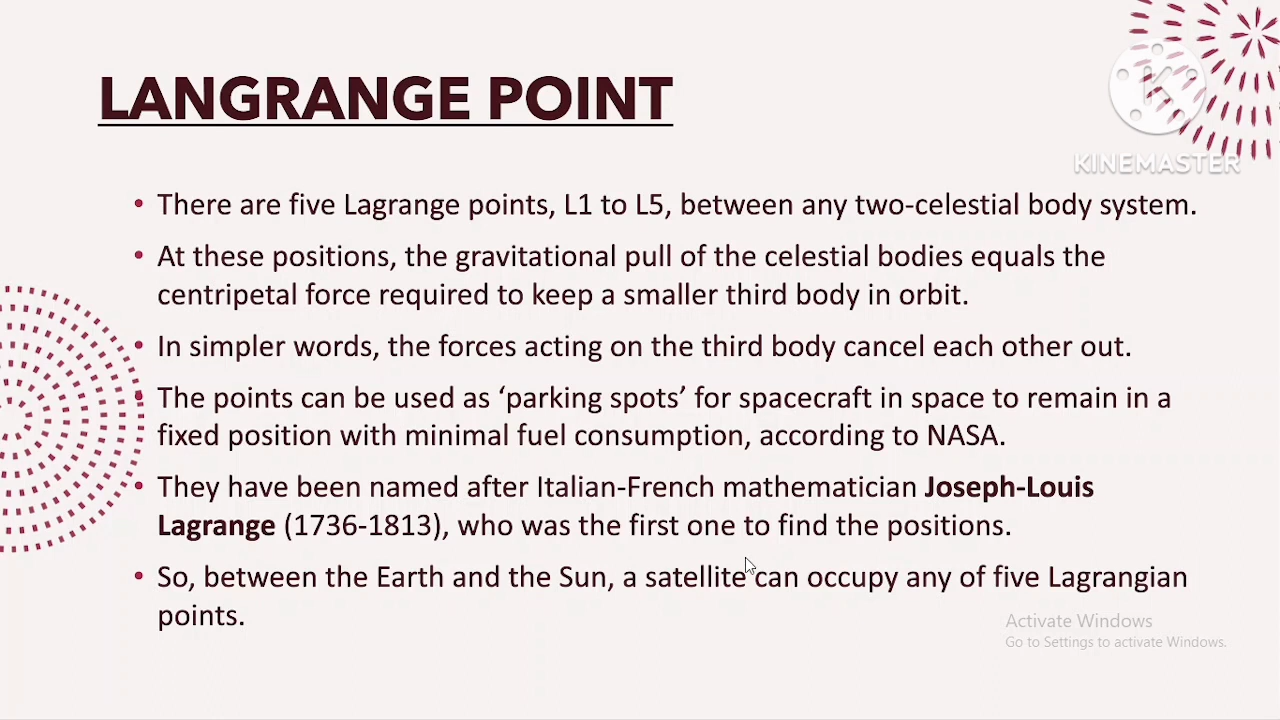 LANGRANGE POINT
KINEMASTER
• There are five Lagrange points, L1 to L5, between any two-celestial body system.
• At these positions, the gravitational pull of the celestial bodies equals the
centripetal force required to keep a smaller third body in orbit.
• In simpler words, the forces acting on the third body cancel each other out.
• The points can be used as ‘parking spots’ for spacecraft in space to remain in a
fixed position with minimal fuel consumption, according to NASA.
• They have been named after Italian-French mathematician Joseph-Louis
Lagrange (1736-1813), who was the first one to find the positions.
• So, between the Earth and the Sun, a satellite can occupy any of five Lagrangian
points.
Activate Windows
Go to Settings to activate Windows.